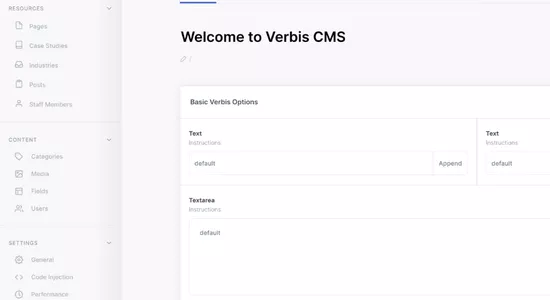 RESOURCES
Pages
Case Studies
Industries
Posts
Staff Members
CONTENT
Categories
Media
Fields
Users
SETTINGS
General
Code Injection
Performance
Welcome to Verbis CMS
/
Basic Verbis Options
Text
Instructions
default
Append
Text
Instructions
default
Textarea
Instructions
default